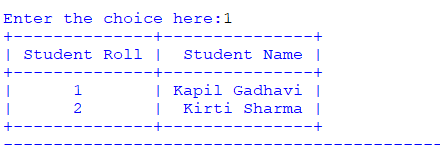 Enter the choice here:1
+--------------+---------------+
| Student Roll |  Student Name |
+--------------+---------------+
|      1       | Kapil Gadhavi |
|      2       |  Kirti Sharma |
+--------------+---------------+
--------------------------------------------